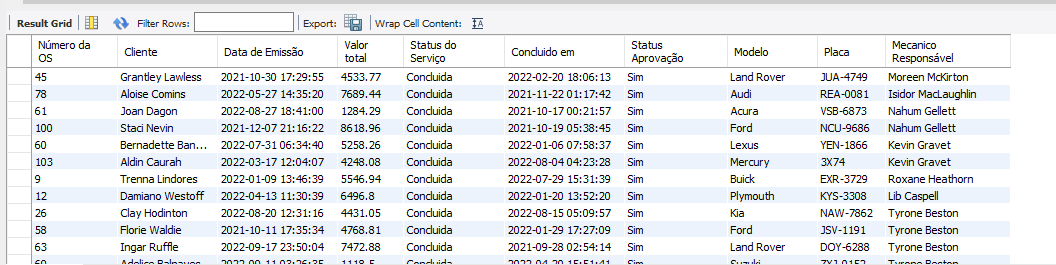 Result Grid Filter Rows: Export: Wrap Cell Content:
Número da OS Cliente Data de Emissão Valor total Status do Serviço Concluido em Status Aprovação Modelo Placa Mecanico Responsável
45 Grantley Lawless 2021-10-30 17:29:55 4533.77 Concluida 2022-02-20 18:06:13 Sim Land Rover JUA-4749 Moreen McKirton
78 Aloise Comins 2022-05-27 14:35:20 7689.44 Concluida 2021-11-22 01:17:42 Sim Audi REA-0081 Isidor MacLaughlin
61 Joan Dagon 2022-08-27 18:41:00 1284.29 Concluida 2021-10-17 00:21:57 Sim Acura VSB-6873 Nahum Gellett
100 Staci Nevin 2021-12-07 21:16:22 8618.96 Concluida 2021-10-19 05:38:45 Sim Ford NCU-9686 Nahum Gellett
60 Bernadette Ban... 2022-07-31 06:34:40 5258.26 Concluida 2022-01-06 07:58:37 Sim Lexus YEN-1866 Kevin Gravet
103 Aldin Caurah 2022-03-17 12:04:07 4248.08 Concluida 2022-08-04 04:23:28 Sim Mercury 3X74 Kevin Gravet
9 Trenna Lindores 2022-01-09 13:46:39 5546.94 Concluida 2022-07-29 15:31:39 Sim Buick EXR-3729 Roxane Heathorn
12 Damiano Westoff 2022-04-13 11:30:39 6496.8 Concluida 2022-01-20 13:52:20 Sim Plymouth KYS-3308 Lib Caspell
26 Clay Hodinton 2022-08-20 12:31:16 4431.05 Concluida 2022-08-15 05:09:57 Sim Kia NAW-7862 Tyrone Beston
58 Florie Waldie 2021-10-11 17:35:34 4768.81 Concluida 2022-01-29 17:27:09 Sim Ford JSV-1191 Tyrone Beston
63 Ingar Ruffle 2022-09-17 23:50:04 7472.88 Concluida 2021-09-28 02:54:14 Sim Land Rover DOY-6288 Tyrone Beston
Concluida Sim Suzuki Tyrone Beston